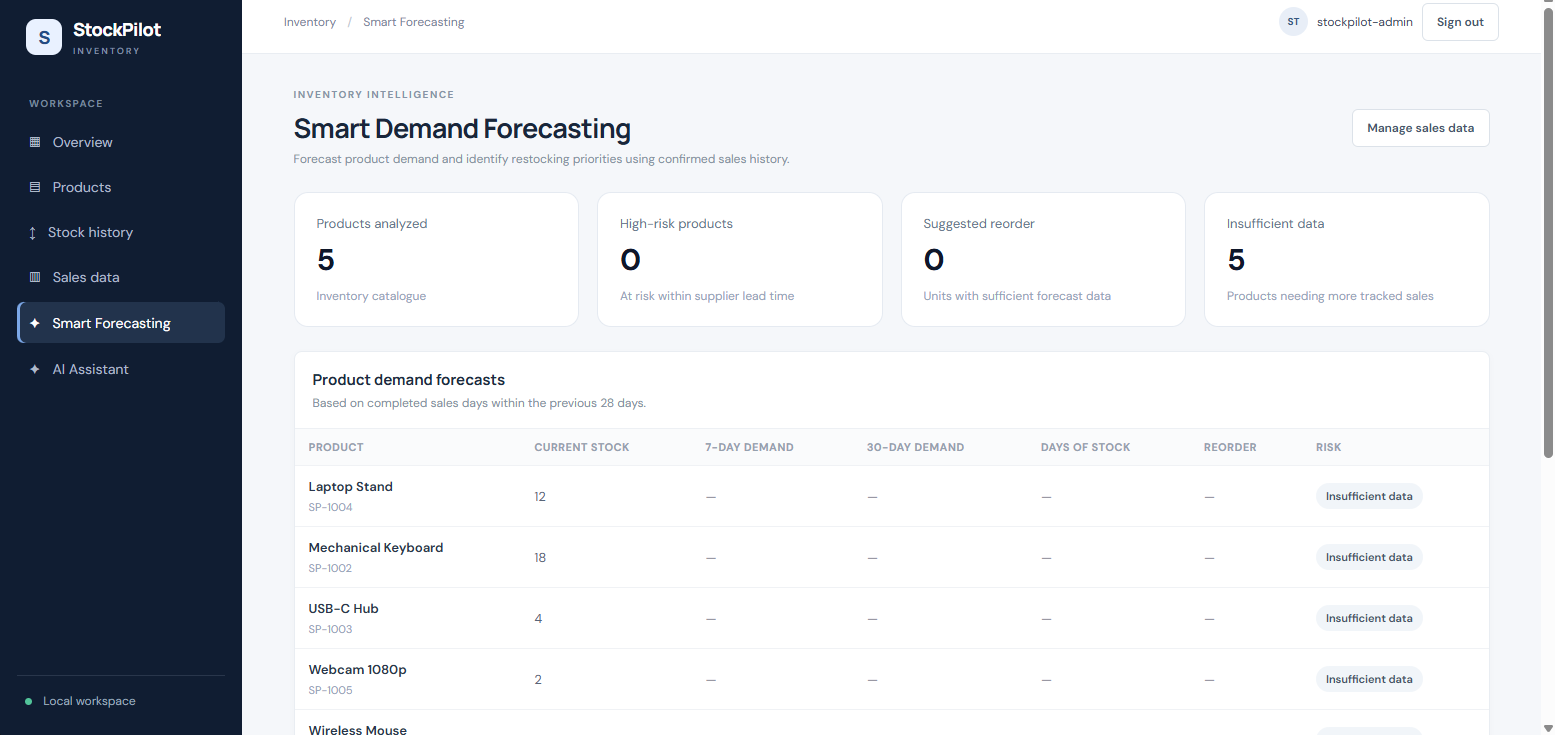 S
StockPilot
INVENTORY
WORKSPACE
Overview
Products
Stock history
Sales data
Smart Forecasting
AI Assistant
Local workspace
Inventory / Smart Forecasting
ST stockpilot-admin Sign out
INVENTORY INTELLIGENCE
Smart Demand Forecasting
Forecast product demand and identify restocking priorities using confirmed sales history.
Manage sales data
Products analyzed
5
Inventory catalogue
High-risk products
0
At risk within supplier lead time
Suggested reorder
0
Units with sufficient forecast data
Insufficient data
5
Products needing more tracked sales
Product demand forecasts
Based on completed sales days within the previous 28 days.
PRODUCT CURRENT STOCK 7-DAY DEMAND 30-DAY DEMAND DAYS OF STOCK REORDER RISK
Laptop Stand
SP-1004
12 — — — — Insufficient data
Mechanical Keyboard
SP-1002
18 — — — — Insufficient data
USB-C Hub
SP-1003
4 — — — — Insufficient data
Webcam 1080p
SP-1005
2 — — — — Insufficient data
Wireless Mouse